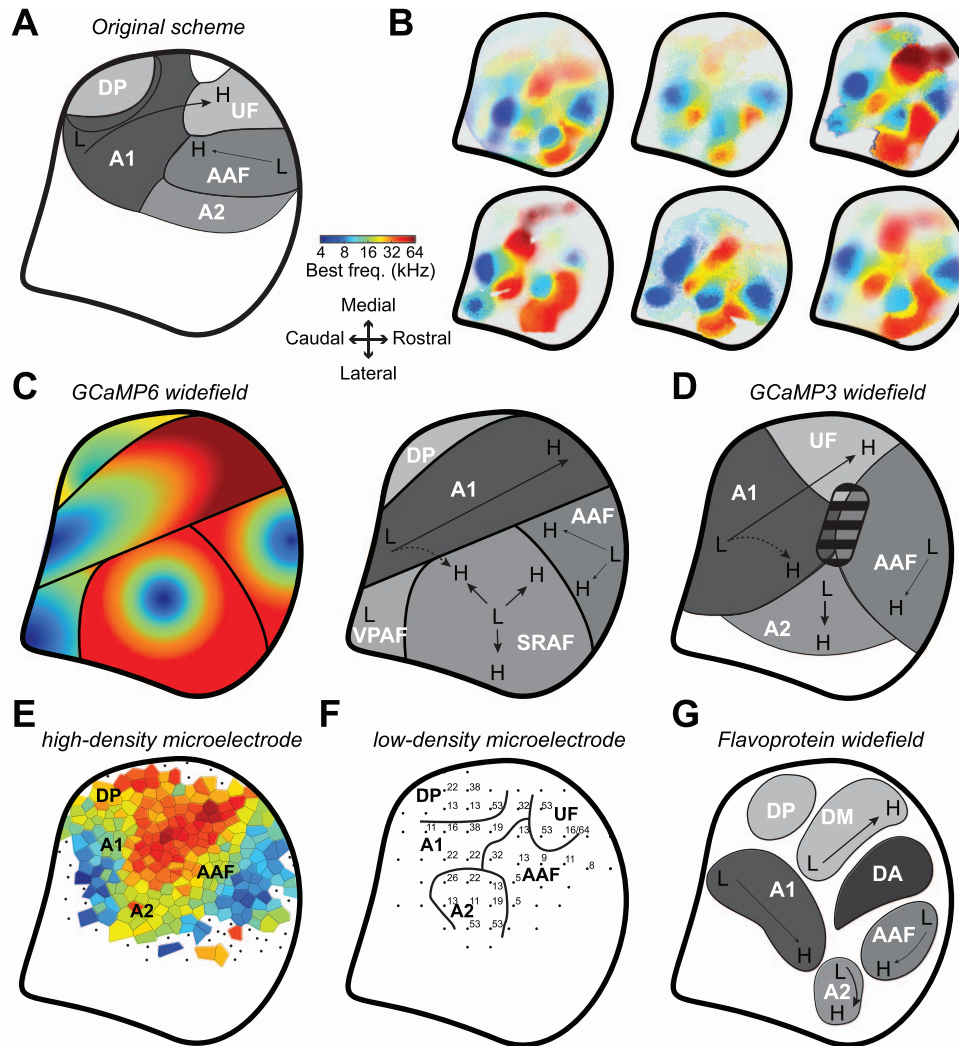 A
Original scheme
DP
H
UF
L
A1
H
L
AAF
A2
B
4 8 16 32 64
Best freq. (kHz)
Medial
Caudal Rostral
Lateral
C
GCaMP6 widefield
DP
H
A1
AAF
L
H
H
H
L
L
H
VPAF
L
SRAF
H
D
GCaMP3 widefield
UF
H
A1
L
H
L
AAF
L
H
A2
H
E
high-density microelectrode
DP
A1
AAF
A2
F
low-density microelectrode
22 38
DP
13 13 53 32 53
UF
11 16 38 19 13 53 16/64
A1
22 22 32 13 9 11 8
AAF
26 22 13 5
13 11 19 5
A2
53 53
G
Flavoprotein widefield
DP
DM
H
L
L
A1
DA
H
AAF
L
H
L
A2
H